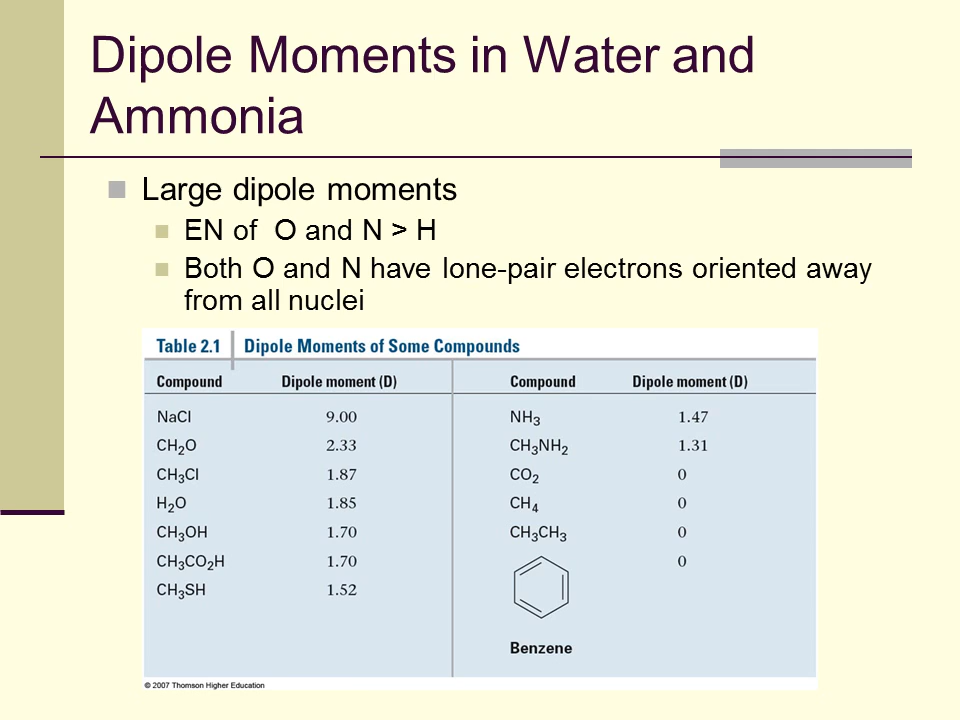 Dipole Moments in Water and
Ammonia
Large dipole moments
EN of O and N > H
Both O and N have lone-pair electrons oriented away
from all nuclei
Table 2.1 Dipole Moments of Some Compounds
Compound Dipole moment (D) Compound Dipole moment (D)
NaCl 9.00 NH₃ 1.47
CH₂O 2.33 CH₃NH₂ 1.31
CH₃Cl 1.87 CO₂ 0
H₂O 1.85 CH₄ 0
CH₃OH 1.70 CH₃CH₃ 0
CH₃CO₂H 1.70 0
CH₃SH 1.52
Benzene
© 2007 Thomson Higher Education